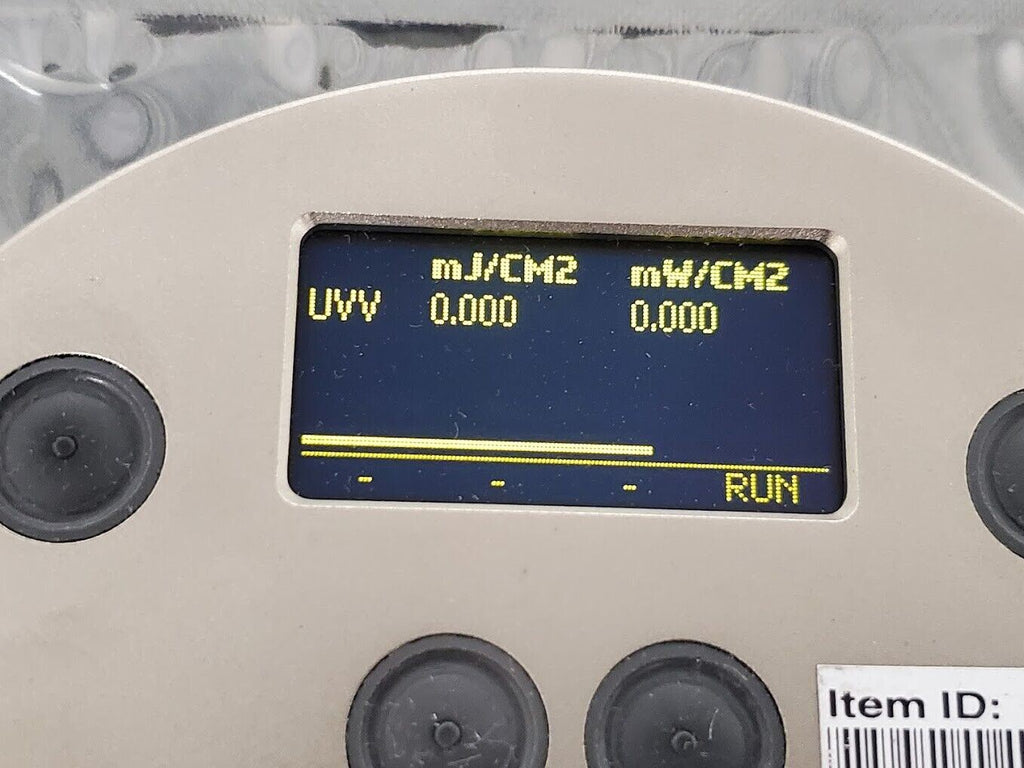 mJ/CM2 mW/CM2
UVV 0.000 0.000
- - - RUN
Item ID: